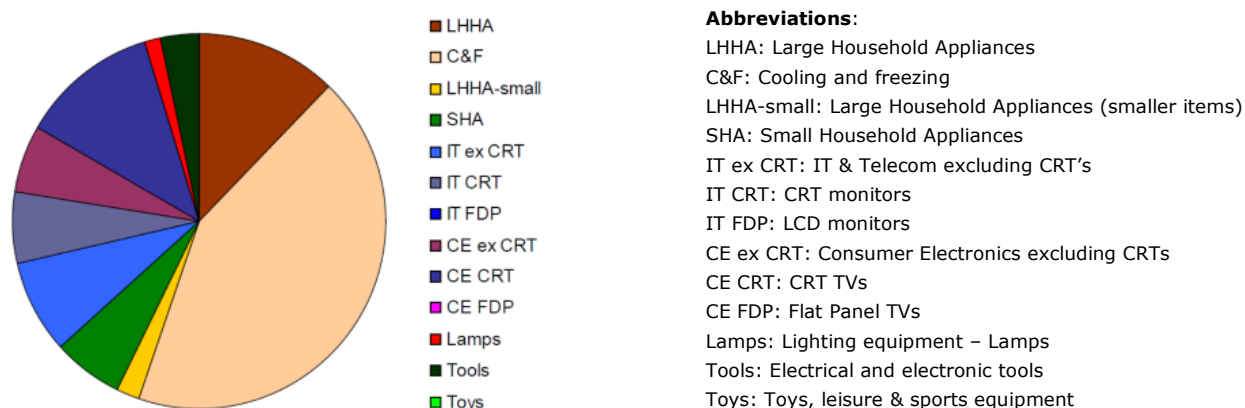 LHHA
C&F
LHHA-small
SHA
IT ex CRT
IT CRT
IT FDP
CE ex CRT
CE CRT
CE FDP
Lamps
Tools
Toys
Abbreviations:
LHHA: Large Household Appliances
C&F: Cooling and freezing
LHHA-small: Large Household Appliances (smaller items)
SHA: Small Household Appliances
IT ex CRT: IT & Telecom excluding CRT’s
IT CRT: CRT monitors
IT FDP: LCD monitors
CE ex CRT: Consumer Electronics excluding CRTs
CE CRT: CRT TVs
CE FDP: Flat Panel TVs
Lamps: Lighting equipment – Lamps
Tools: Electrical and electronic tools
Toys: Toys, leisure & sports equipment